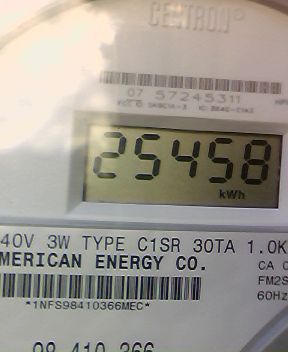 CENTRON®
07 57245311
25458
kWh
40V 3W TYPE C1SR 30TA 1.0K
MERICAN ENERGY CO.
CA 0
FM2S
60Hz
*1NFS98410366MEC*
98 410 366